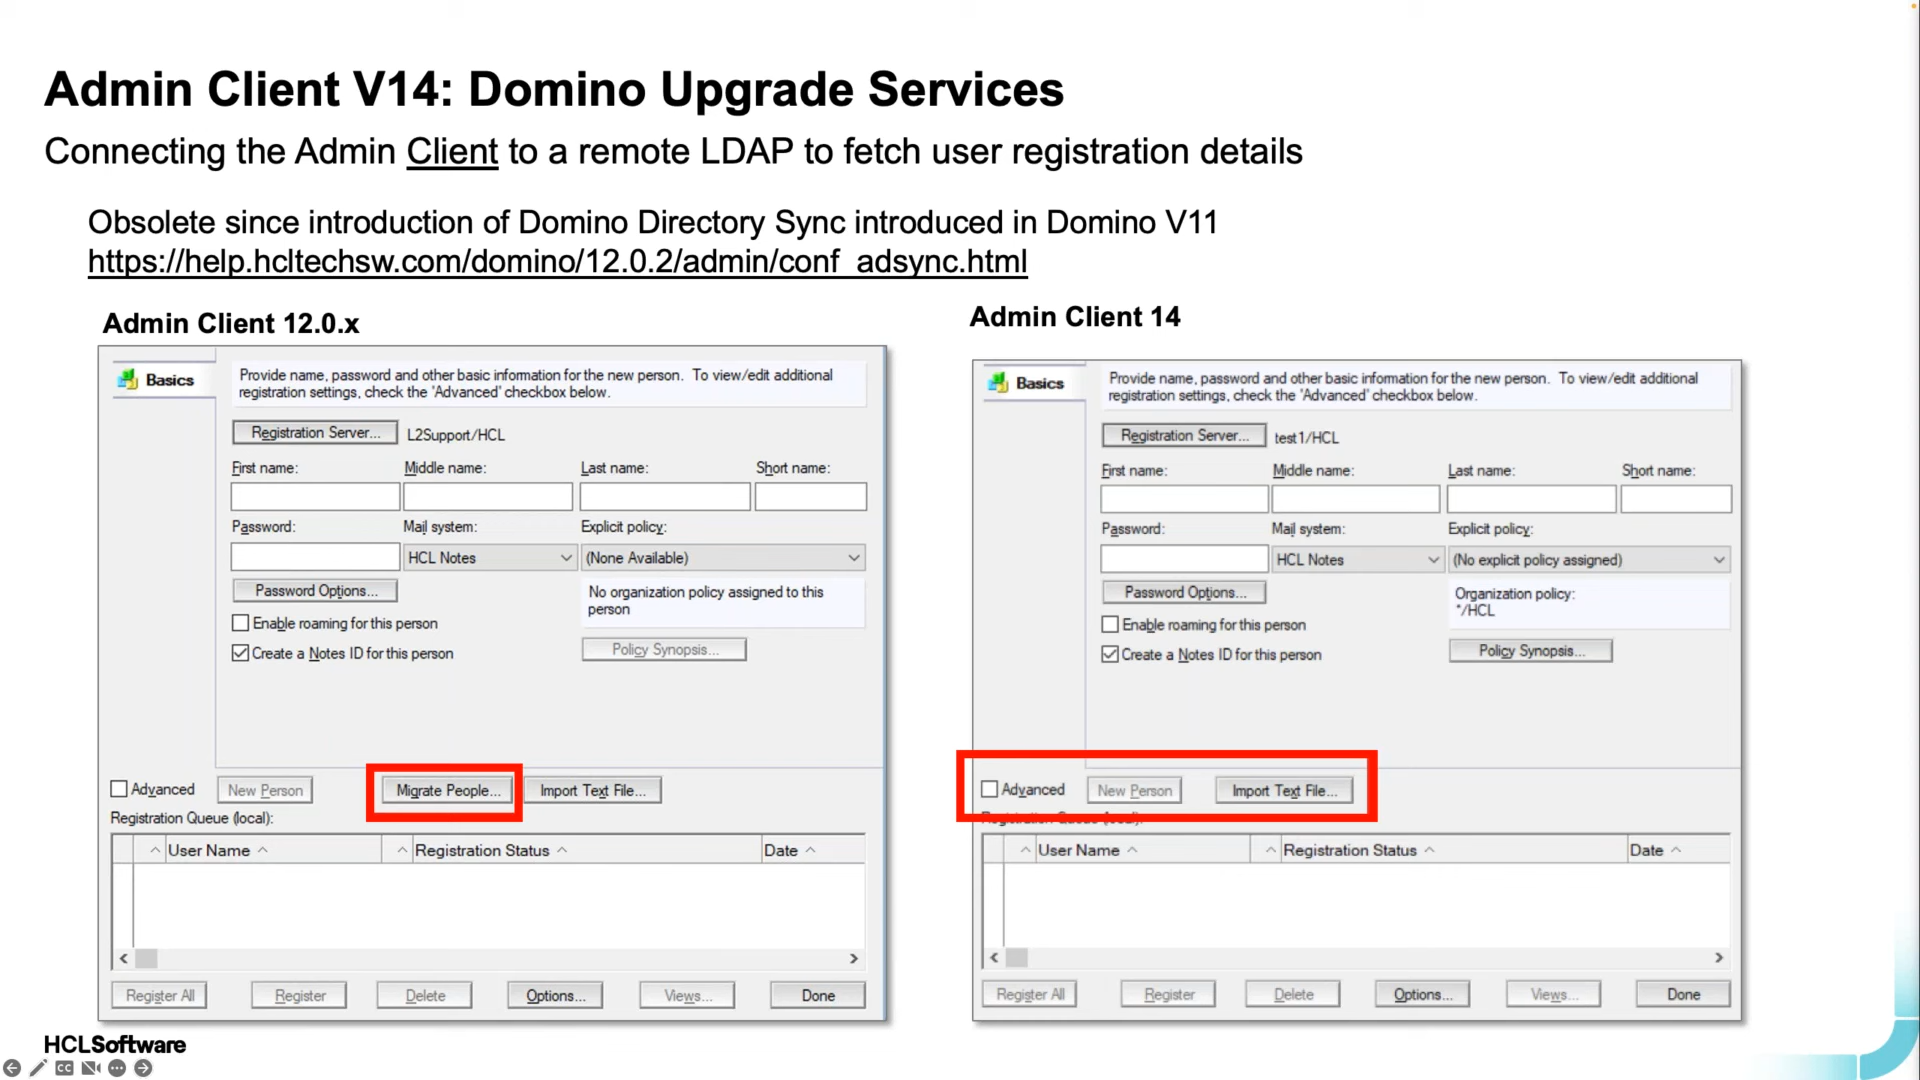 Admin Client V14: Domino Upgrade Services
Connecting the Admin Client to a remote LDAP to fetch user registration details
Obsolete since introduction of Domino Directory Sync introduced in Domino V11
https://help.hcltechsw.com/domino/12.0.2/admin/conf_adsync.html
Admin Client 12.0.x
Basics
Provide name, password and other basic information for the new person. To view/edit additional
registration settings, check the 'Advanced' checkbox below.
Registration Server... L2Support/HCL
First name: Middle name: Last name: Short name:
Password: Mail system: Explicit policy:
HCL Notes (None Available)
Password Options...
No organization policy assigned to this
person
Enable roaming for this person
Create a Notes ID for this person
Policy Synopsis...
Advanced New Person Migrate People... Import Text File...
Registration Queue (local):
User Name Registration Status Date
Register All Register Delete Options... Views... Done
Admin Client 14
Basics
Provide name, password and other basic information for the new person. To view/edit additional
registration settings, check the 'Advanced' checkbox below.
Registration Server... test1/HCL
First name: Middle name: Last name: Short name:
Password: Mail system: Explicit policy:
HCL Notes (No explicit policy assigned)
Password Options...
Organization policy:
*/HCL
Enable roaming for this person
Create a Notes ID for this person
Policy Synopsis...
Advanced New Person Import Text File...
Registration Queue (local):
User Name Registration Status Date
Register All Register Delete Options... Views... Done
HCLSoftware
CC